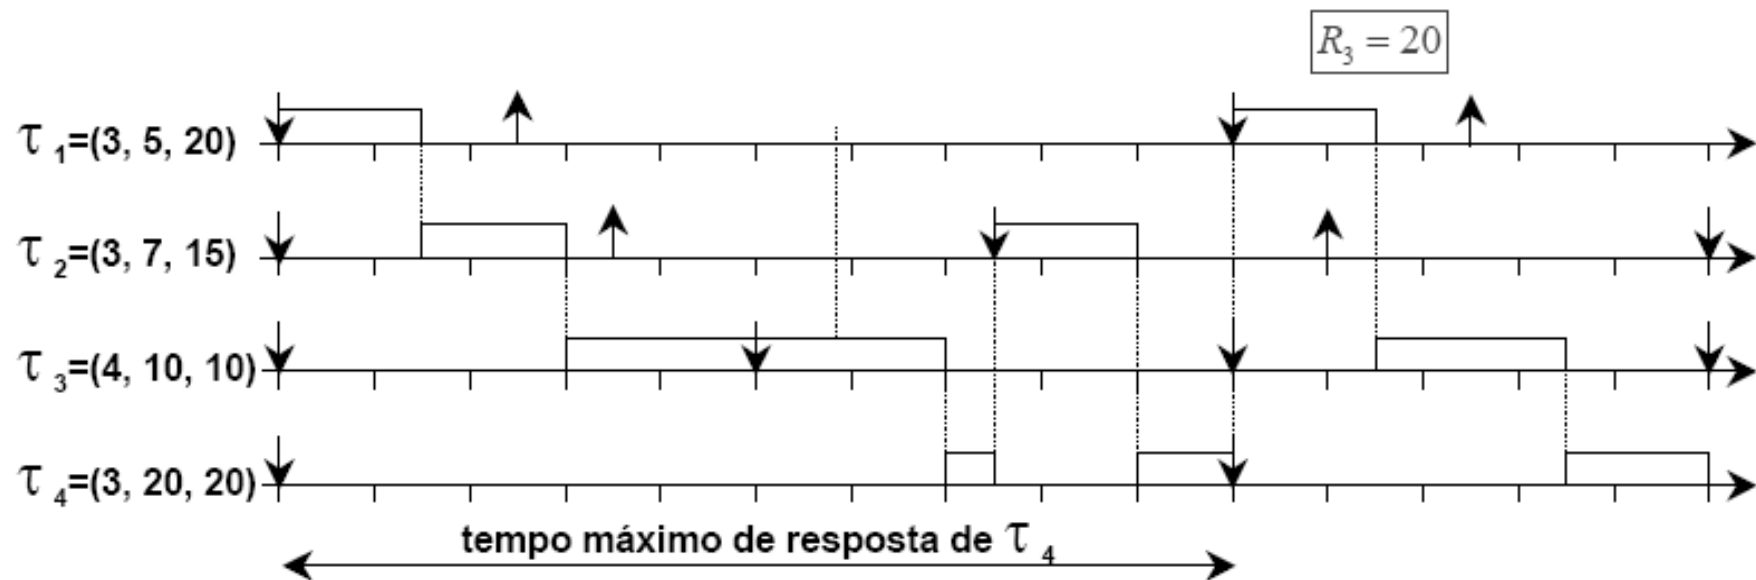 R₃ = 20
τ ₁=(3, 5, 20)
τ ₂=(3, 7, 15)
τ ₃=(4, 10, 10)
τ ₄=(3, 20, 20)
tempo máximo de resposta de τ ₄